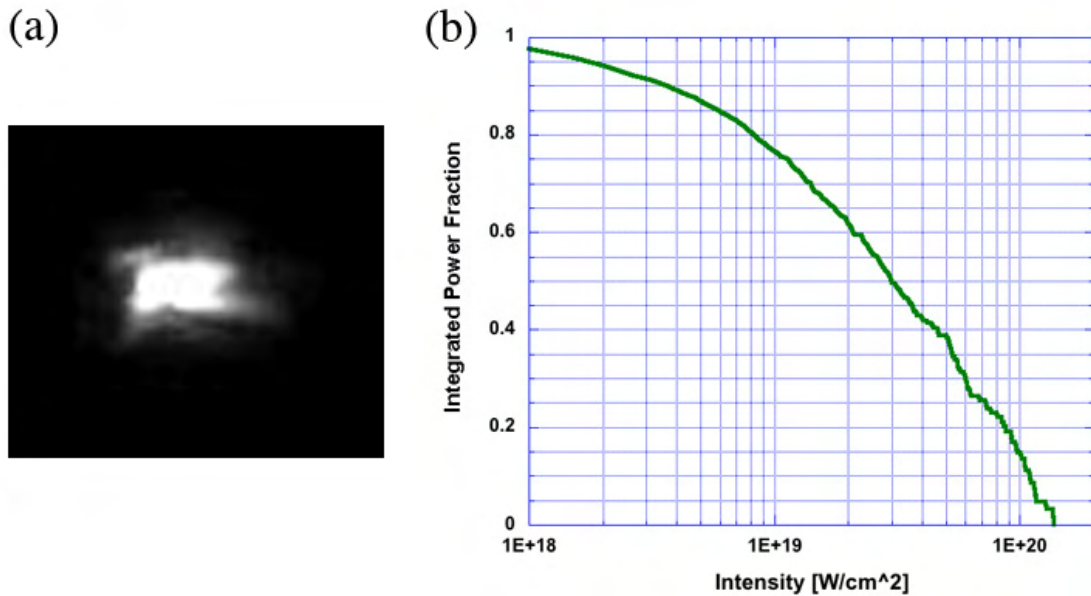 (a)
(b)
1
0.8
0.6
0.4
0.2
0
Integrated Power Fraction
1E+18
1E+19
1E+20
Intensity [W/cm^2]